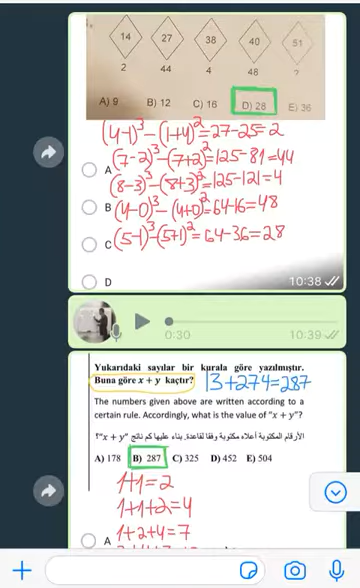 14 27 38 40 51
2 44 4 48 ?
A) 9 B) 12 C) 16 D) 28 E) 36
(4-1)³-(1+4)²=27-25=2
(7-2)³-(7+2)²=125-81=44
A
(8-3)³-(8+3)²=125-121=4
B (4-0)³-(4+0)²=64-16=48
C (5-1)³-(5+1)²=64-36=28
D
10:38
0:30 10:39
Yukarıdaki sayılar bir kurala göre yazılmıştır.
Buna göre x + y kaçtır? 13+274=287
The numbers given above are written according to a
certain rule. Accordingly, what is the value of "x + y"?
الأرقام المكتوبة أعلاه مكتوبة وفقا لقاعدة. بناء عليها كم ناتج "x + y"؟
A) 178 B) 287 C) 325 D) 452 E) 504
1+1=2
1+1+2=4
1+2+4=7
A